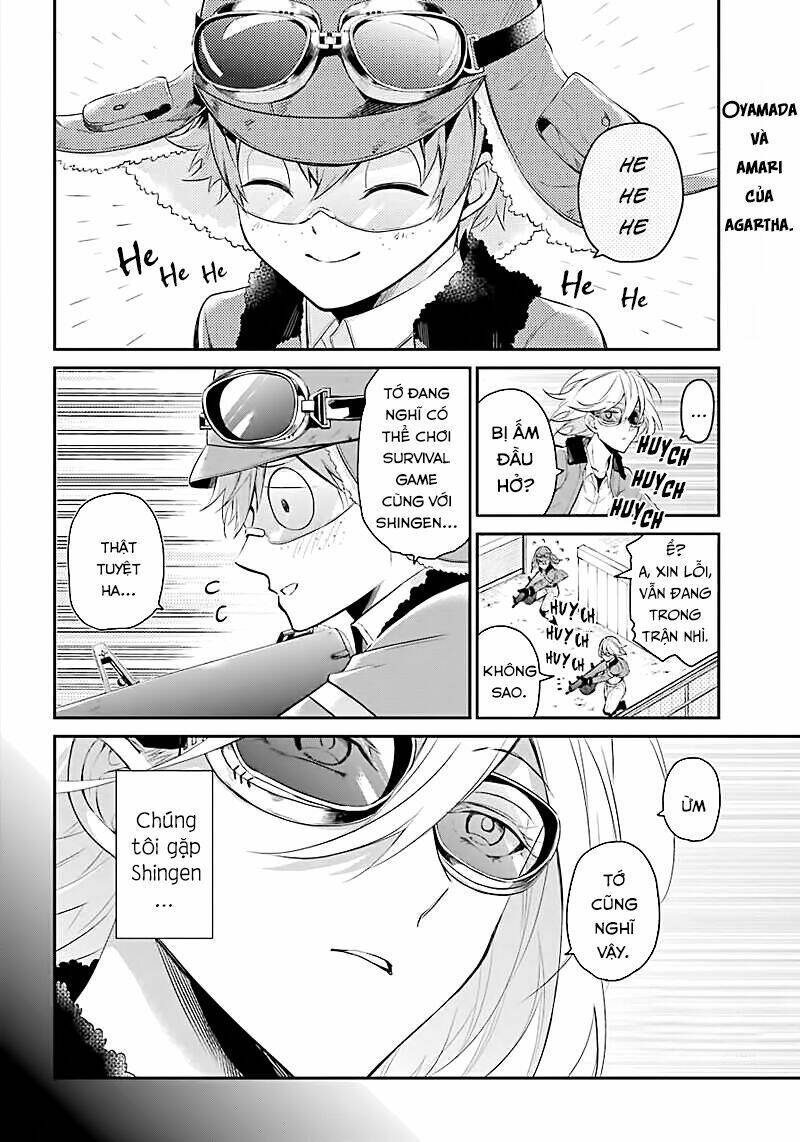 OYAMADA
VÀ
AMARI CỦA
AGARTHA.
HE
HE
HE
He
He
He
He
He
...
BỊ ẤM
ĐẦU
HỞ?
HUỴCH
HUỴCH
HUỴCH
Ề?
A, XIN LỖI,
VẪN ĐANG
TRONG
TRẬN NHỈ.
HUỴCH
HUỴCH
HUỴCH
KHÔNG
SAO.
TỚ ĐANG
NGHĨ CÓ
THỂ CHƠI
SURVIVAL
GAME
CÙNG VỚI
SHINGEN...
THẬT
TUYỆT
HA...
ỪM
TỚ
CŨNG NGHĨ
VẬY.
Chúng
tôi gặp
Shingen
...